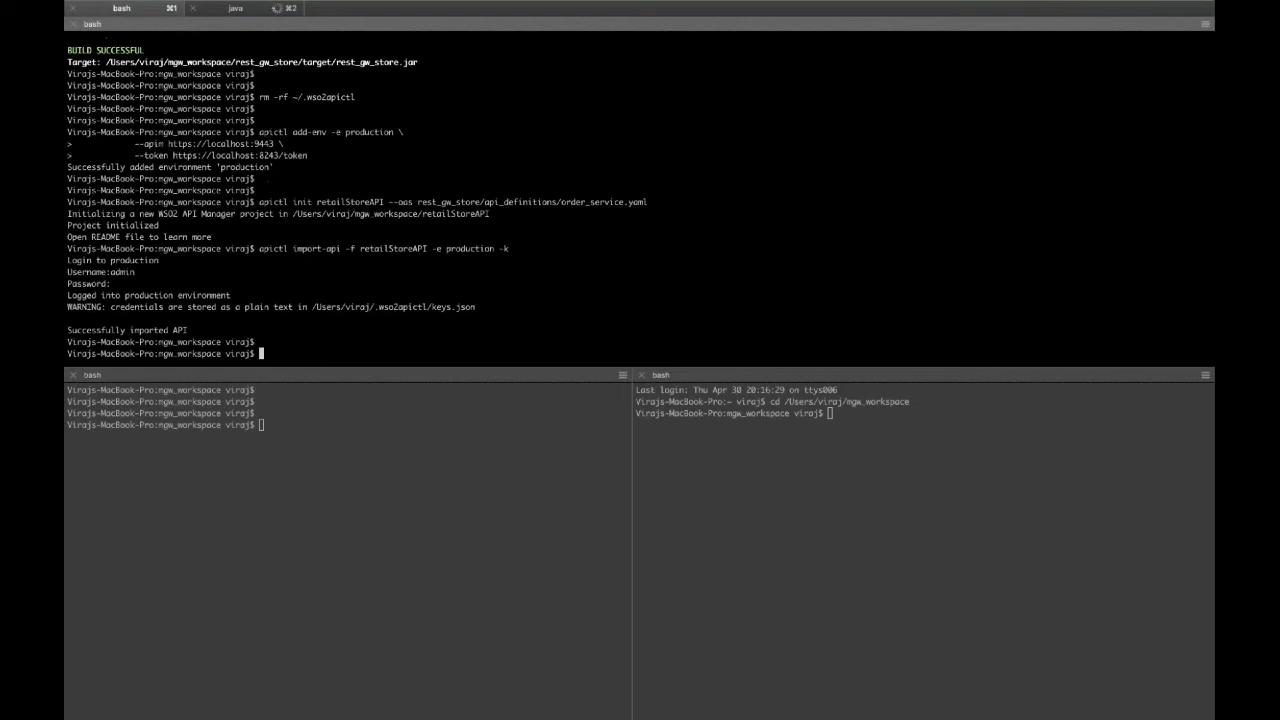 bash ⌘1 java ⌘2
bash
BUILD SUCCESSFUL
Target: /Users/viraj/mgw_workspace/rest_gw_store/target/rest_gw_store.jar
Virajs-MacBook-Pro:mgw_workspace viraj$
Virajs-MacBook-Pro:mgw_workspace viraj$
Virajs-MacBook-Pro:mgw_workspace viraj$ rm -rf ~/.wso2apictl
Virajs-MacBook-Pro:mgw_workspace viraj$
Virajs-MacBook-Pro:mgw_workspace viraj$
Virajs-MacBook-Pro:mgw_workspace viraj$ apictl add-env -e production \
> --apim https://localhost:9443 \
> --token https://localhost:8243/token
Successfully added environment 'production'
Virajs-MacBook-Pro:mgw_workspace viraj$
Virajs-MacBook-Pro:mgw_workspace viraj$
Virajs-MacBook-Pro:mgw_workspace viraj$ apictl init retailStoreAPI --oas rest_gw_store/api_definitions/order_service.yaml
Initializing a new WSO2 API Manager project in /Users/viraj/mgw_workspace/retailStoreAPI
Project initialized
Open README file to learn more
Virajs-MacBook-Pro:mgw_workspace viraj$ apictl import-api -f retailStoreAPI -e production -k
Login to production
Username:admin
Password:
Logged into production environment
WARNING: credentials are stored as a plain text in /Users/viraj/.wso2apictl/keys.json
Successfully imported API
Virajs-MacBook-Pro:mgw_workspace viraj$
Virajs-MacBook-Pro:mgw_workspace viraj$
bash
Virajs-MacBook-Pro:mgw_workspace viraj$
Virajs-MacBook-Pro:mgw_workspace viraj$
Virajs-MacBook-Pro:mgw_workspace viraj$
Virajs-MacBook-Pro:mgw_workspace viraj$
bash
Last login: Thu Apr 30 20:16:29 on ttys006
Virajs-MacBook-Pro:~ viraj$ cd /Users/viraj/mgw_workspace
Virajs-MacBook-Pro:mgw_workspace viraj$